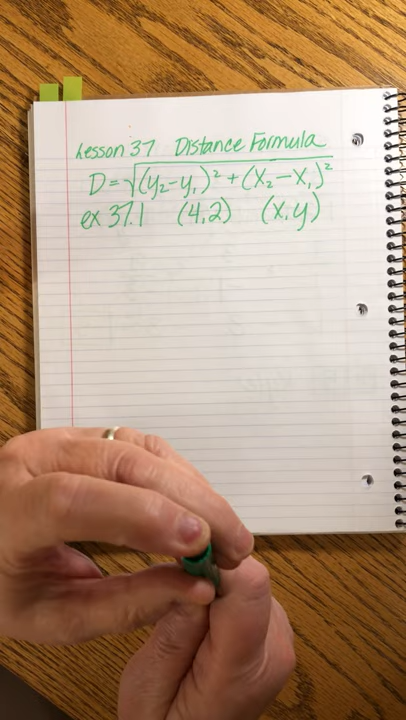 Lesson 37 Distance Formula
D = √(y₂-y₁)² + (x₂-x₁)²
ex 37.1 (4,2) (x,y)